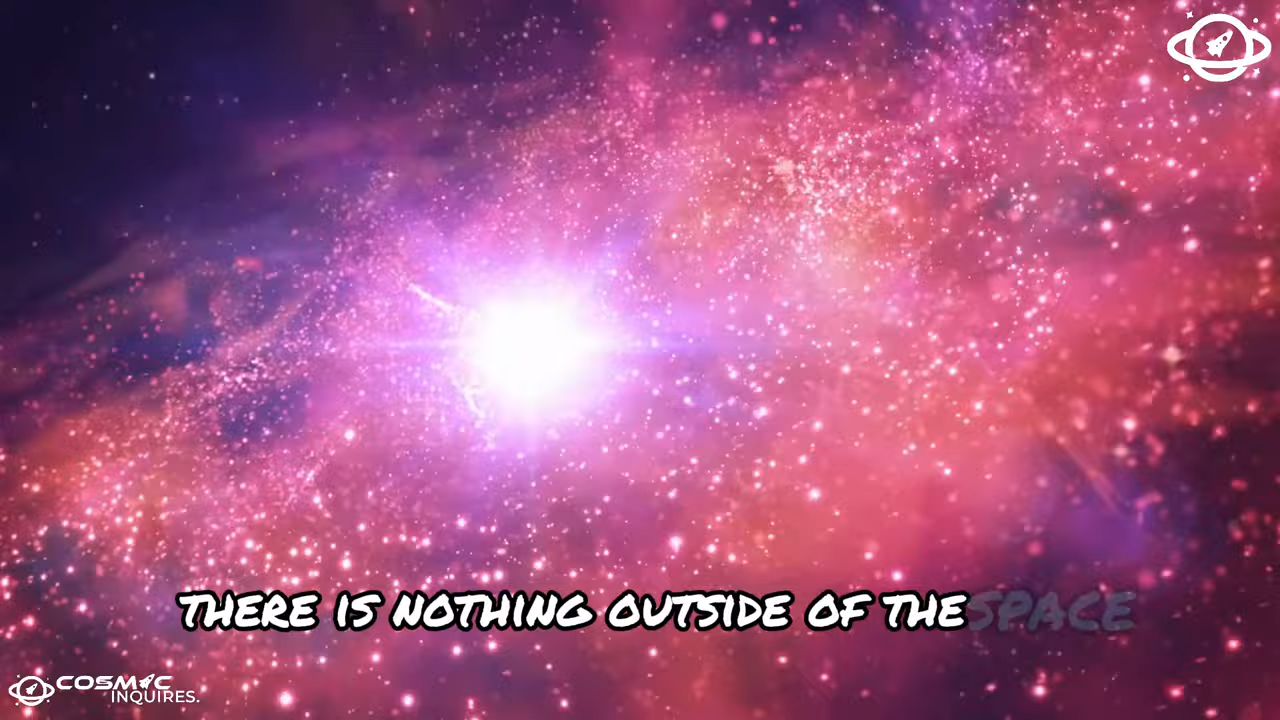 THERE IS NOTHING OUTSIDE OF THE SPACE
COSMIC
INQUIRES.